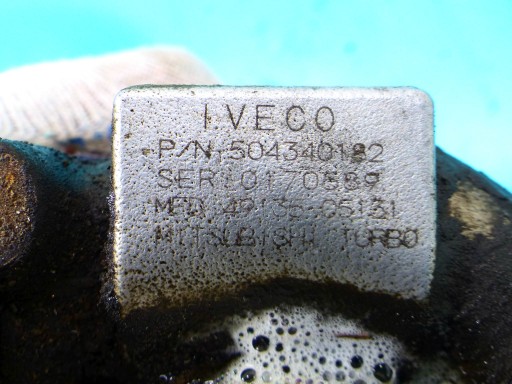 IVECO
P/N:504340182
SER:0170589
MFD.49135-05131
MITSUBISHI TURBO